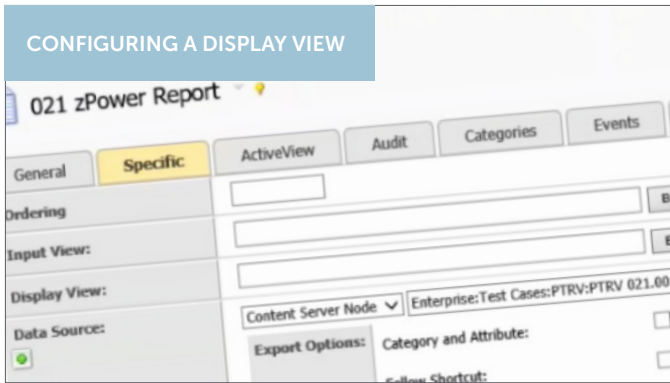 CONFIGURING A DISPLAY VIEW
021 zPower Report
General Specific ActiveView Audit Categories Events
Ordering
Input View:
Display View:
Data Source: Content Server Node Enterprise:Test Cases:PTRV:PTRV 021.00
Export Options: Category and Attribute:
Follow Shortcut: